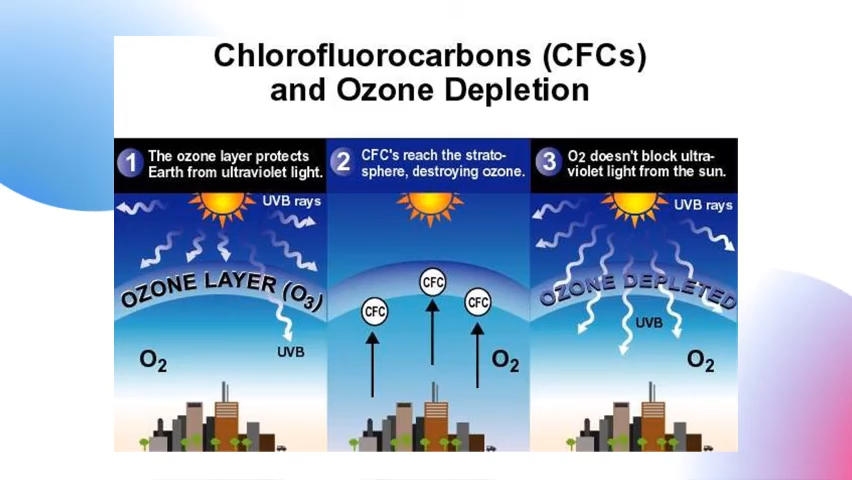 Chlorofluorocarbons (CFCs)
and Ozone Depletion
1 The ozone layer protects
Earth from ultraviolet light.
UVB rays
OZONE LAYER (O3)
UVB
O2
2 CFC's reach the strato-
sphere, destroying ozone.
CFC
CFC
CFC
O2
3 O2 doesn't block ultra-
violet light from the sun.
UVB rays
OZONE DEPLETED
UVB
O2